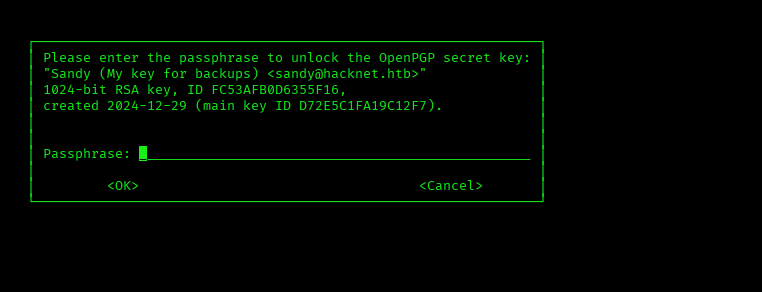 Please enter the passphrase to unlock the OpenPGP secret key:
"Sandy (My key for backups) <sandy@hacknet.htb>"
1024-bit RSA key, ID FC53AFB0D6355F16,
created 2024-12-29 (main key ID D72E5C1FA19C12F7).
Passphrase:
<OK> <Cancel>